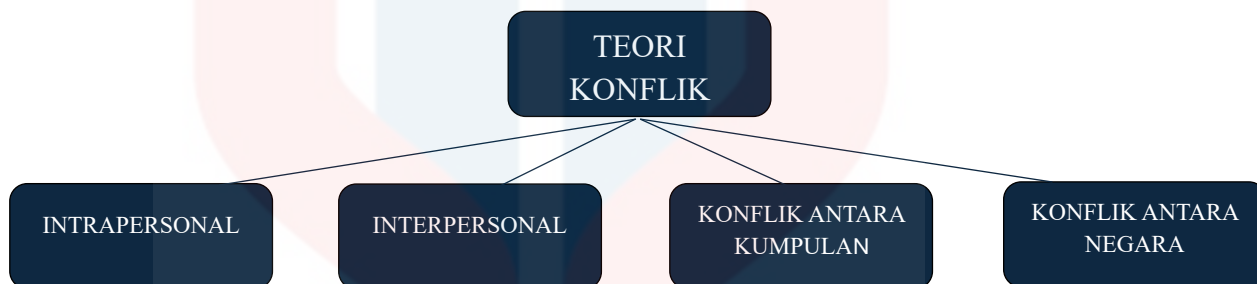 TEORI
KONFLIK
INTRAPERSONAL
INTERPERSONAL
KONFLIK ANTARA
KUMPULAN
KONFLIK ANTARA
NEGARA